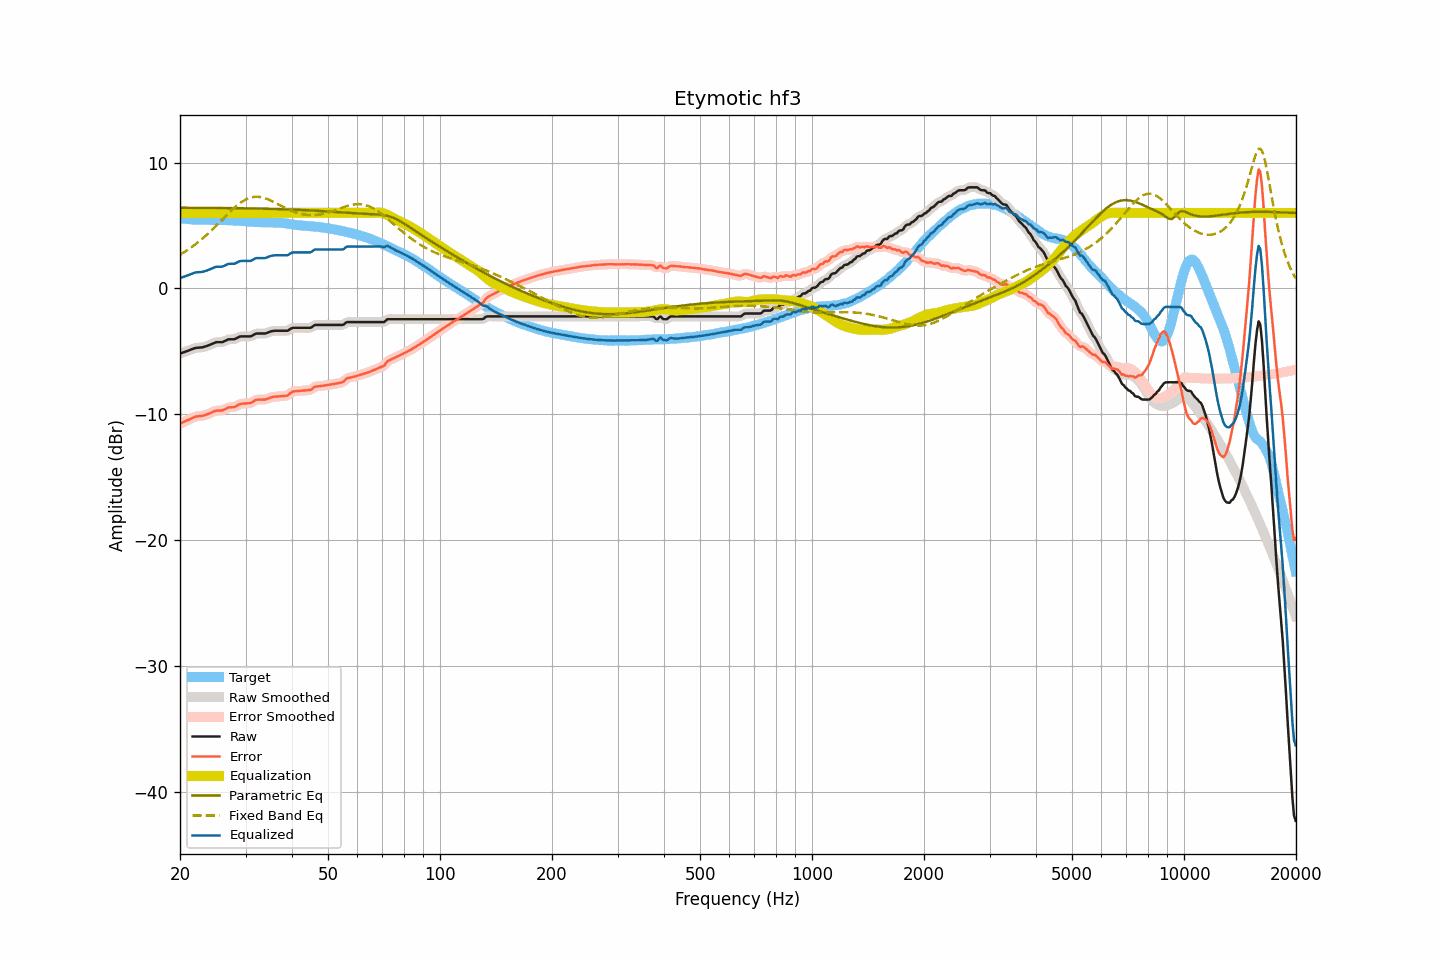 Etymotic hf3
Amplitude (dBr)
10
0
−10
−20
−30
−40
Target
Raw Smoothed
Error Smoothed
Raw
Error
Equalization
Parametric Eq
Fixed Band Eq
Equalized
20 50 100 200 500 1000 2000 5000 10000 20000
Frequency (Hz)